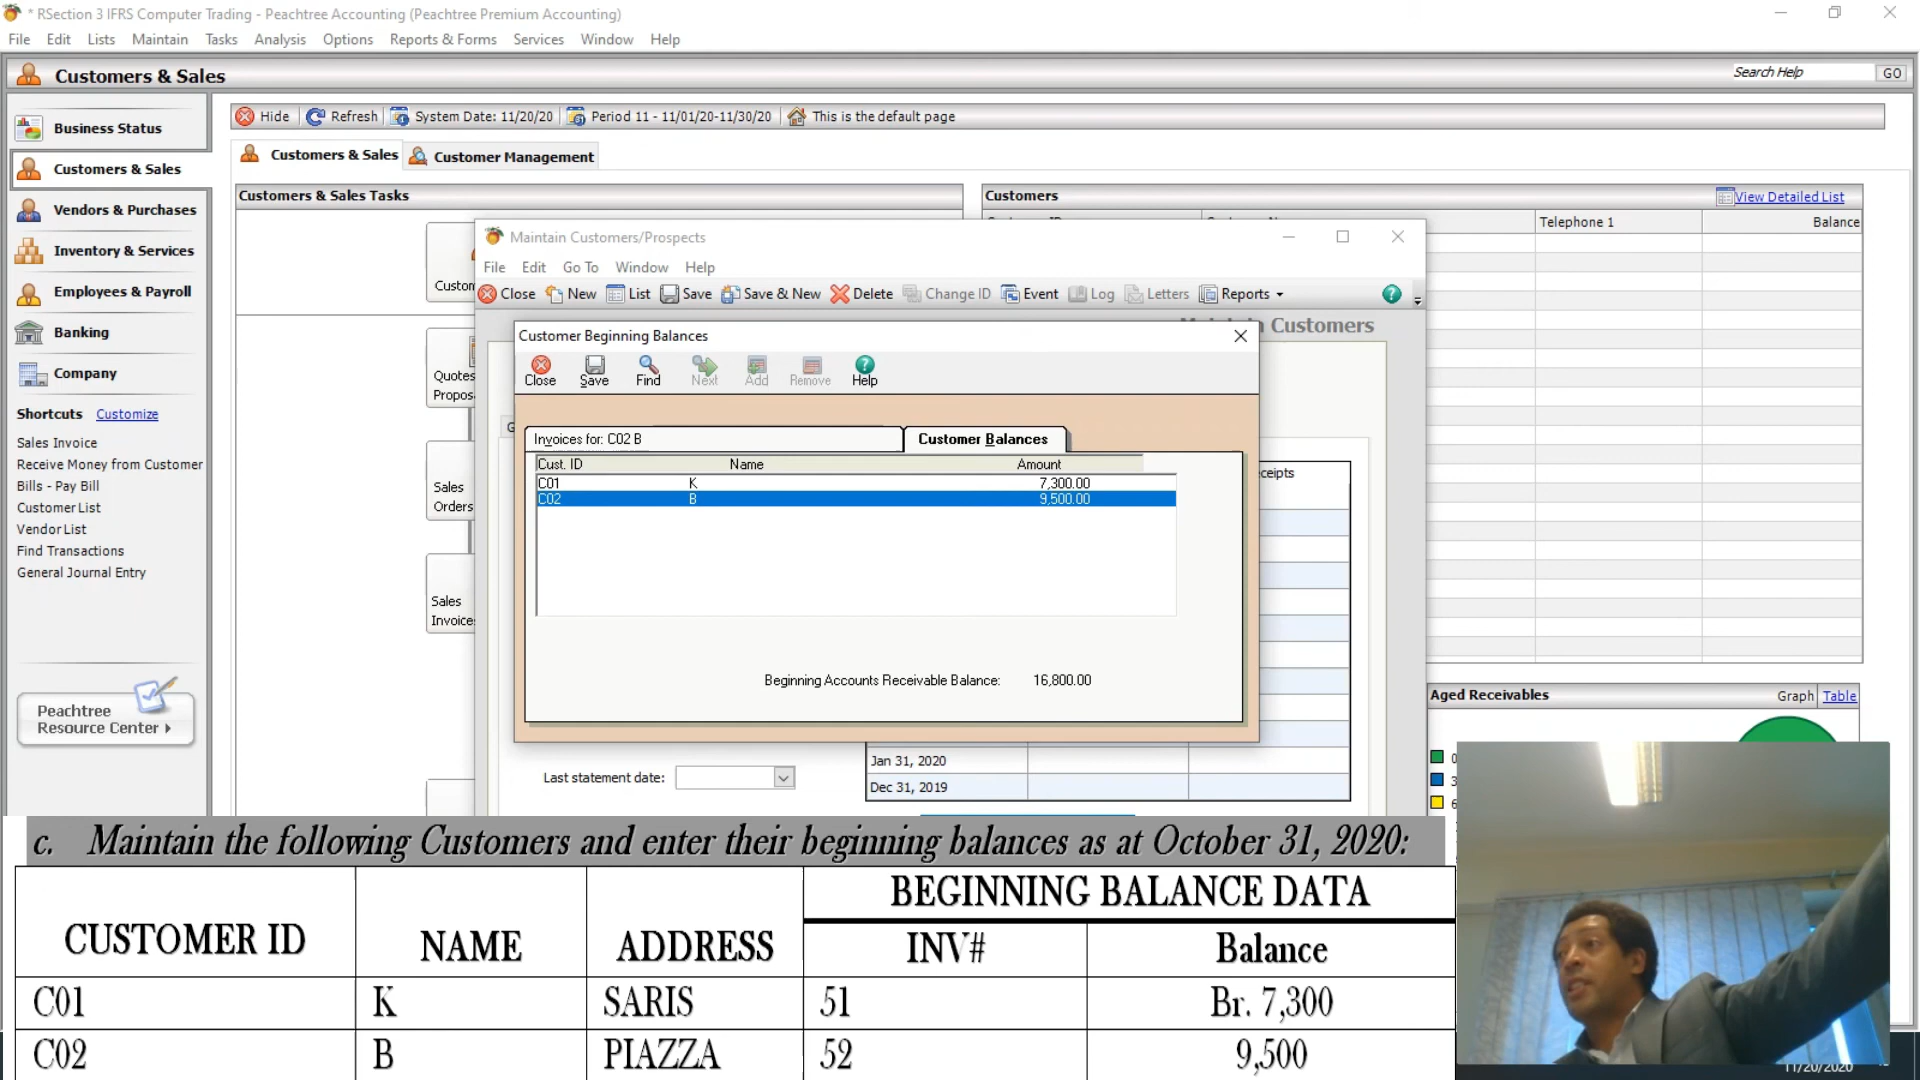 * RSection 3 IFRS Computer Trading - Peachtree Accounting (Peachtree Premium Accounting)
File Edit Lists Maintain Tasks Analysis Options Reports & Forms Services Window Help
Customers & Sales
Search Help GO
Business Status
Customers & Sales
Vendors & Purchases
Inventory & Services
Employees & Payroll
Banking
Company
Shortcuts Customize
Sales Invoice
Receive Money from Customer
Bills - Pay Bill
Customer List
Vendor List
Find Transactions
General Journal Entry
Peachtree
Resource Center
Hide Refresh System Date: 11/20/20 Period 11 - 11/01/20-11/30/20 This is the default page
Customers & Sales Customer Management
Customers & Sales Tasks
Customers View Detailed List
Telephone 1 Balance
Quotes
Sales
Orders
Sales
Maintain Customers/Prospects
File Edit Go To Window Help
Close New List Save Save & New Delete Change ID Event Log Letters Reports
Customers
Customer Beginning Balances
Close Save Find Next Add Remove Help
Invoices for: C02 B Customer Balances
Cust. ID Name Amount
C01 K 7,300.00
C02 B 9,500.00
Beginning Accounts Receivable Balance: 16,800.00
Last statement date:
Jan 31, 2020
Dec 31, 2019
Aged Receivables Graph Table
c. Maintain the following Customers and enter their beginning balances as at October 31, 2020:
CUSTOMER ID NAME ADDRESS BEGINNING BALANCE DATA
INV# Balance
C01 K SARIS 51 Br. 7,300
C02 B PIAZZA 52 9,500
11/20/2020